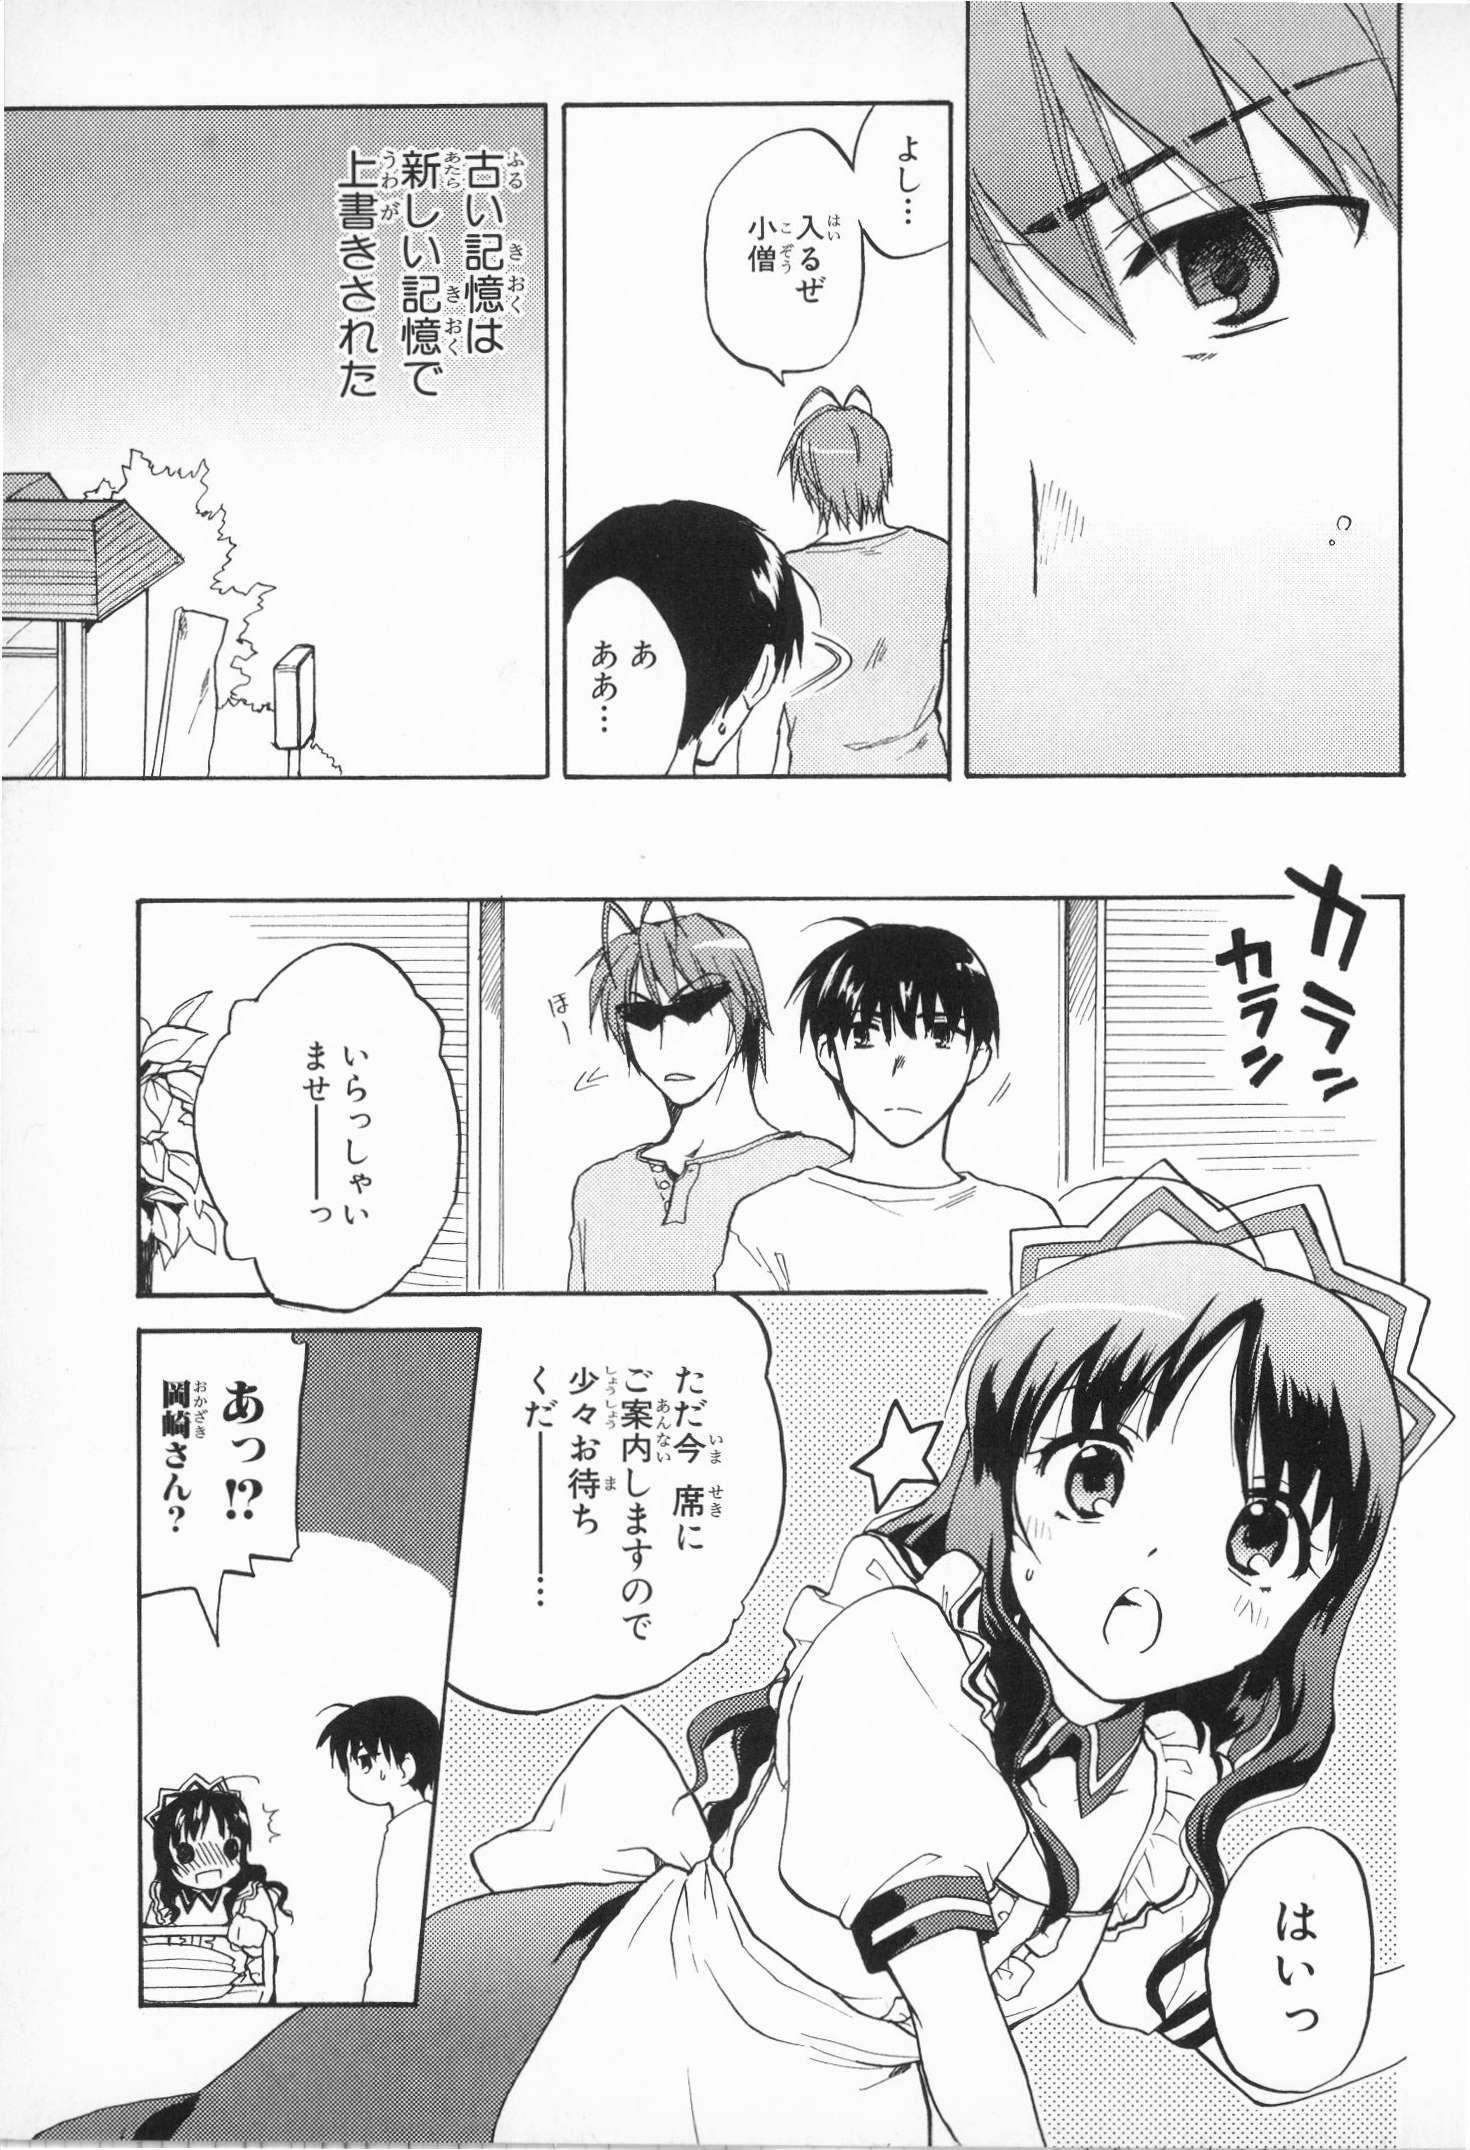 よし…
入るぜ
小僧
あ
ああ…
古い記憶は
新しい記憶で
上書きされた
カラン
カラン
ほー
いらっしゃい
ませ――っ
はいっ
ただ今 席に
ご案内しますので
少々お待ち
くだ――…
あっ!?
岡崎さん?